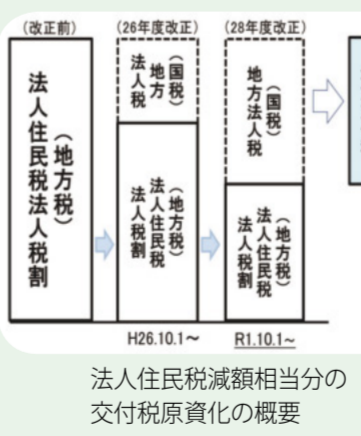 （改正前）
法人住民税法人税割
（地方税）
（26年度改正）
地方
法人税
（国税）
法人住民税
法人税割
（地方税）
（28年度改正）
地方法人税
（国税）
法人住民税
法人税割
（地方税）
H26.10.1～
R1.10.1～
法人住民税減額相当分の
交付税原資化の概要